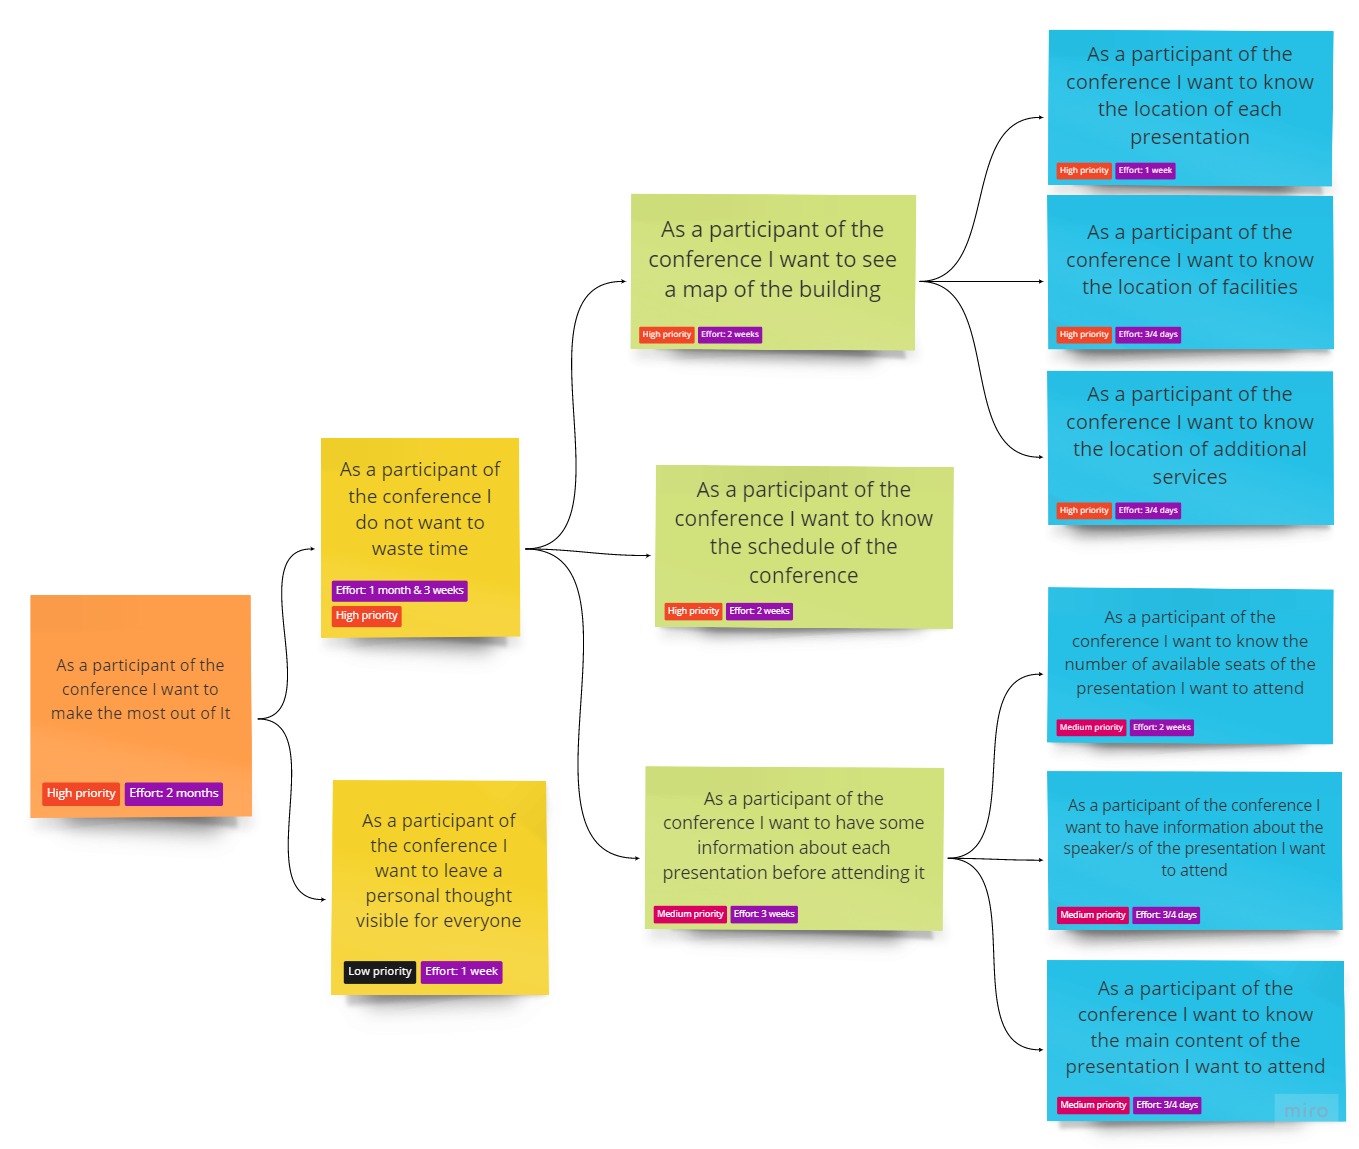 As a participant of the
conference I want to
make the most out of It
High priority
Effort: 2 months
As a participant of
the conference I
do not want to
waste time
Effort: 1 month & 3 weeks
High priority
As a participant of
the conference I
want to leave a
personal thought
visible for everyone
Low priority
Effort: 1 week
As a participant of the
conference I want to see
a map of the building
High priority
Effort: 2 weeks
As a participant of the
conference I want to know
the schedule of the
conference
High priority
Effort: 2 weeks
As a participant of the
conference I want to have some
information about each
presentation before attending it
Medium priority
Effort: 3 weeks
As a participant of the
conference I want to know
the location of each
presentation
High priority
Effort: 1 week
As a participant of the
conference I want to know
the location of facilities
High priority
Effort: 3/4 days
As a participant of the
conference I want to know
the location of additional
services
High priority
Effort: 3/4 days
As a participant of the
conference I want to know the
number of available seats of the
presentation I want to attend
Medium priority
Effort: 2 weeks
As a participant of the conference I
want to have information about the
speaker/s of the presentation I want
to attend
Medium priority
Effort: 3/4 days
As a participant of the
conference I want to know
the main content of the
presentation I want to attend
Medium priority
Effort: 3/4 days
miro